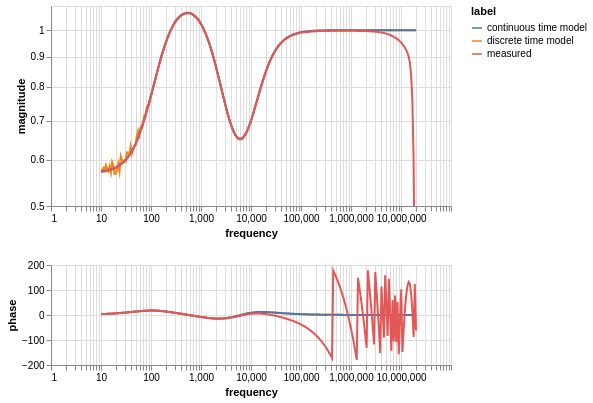 label
continuous time model
discrete time model
measured
magnitude
1
0.9
0.8
0.7
0.6
0.5
1 10 100 1,000 10,000 100,000 1,000,000 10,000,000
frequency
phase
200
100
0
−100
−200
1 10 100 1,000 10,000 100,000 1,000,000 10,000,000
frequency